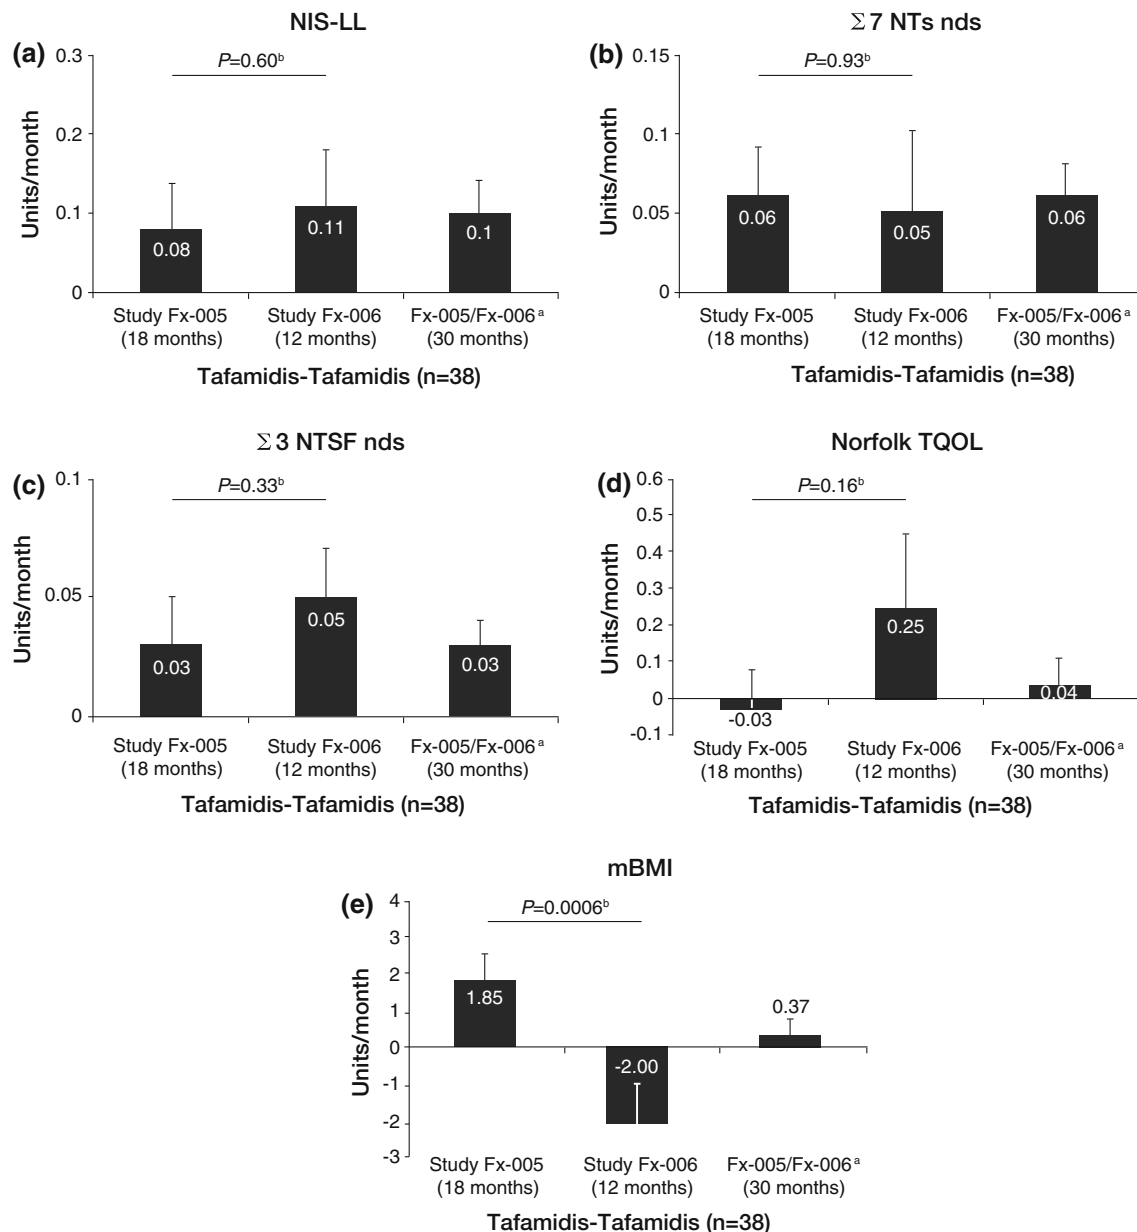 NIS-LL
(a)
Units/month
0.3
0.2
0.1
0
P=0.60ᵇ
0.08
0.11
0.1
Study Fx-005 Study Fx-006 Fx-005/Fx-006ᵃ
(18 months) (12 months) (30 months)
Tafamidis-Tafamidis (n=38)
Σ 7 NTs nds
(b)
Units/month
0.15
0.1
0.05
0
P=0.93ᵇ
0.06
0.05
0.06
Study Fx-005 Study Fx-006 Fx-005/Fx-006ᵃ
(18 months) (12 months) (30 months)
Tafamidis-Tafamidis (n=38)
Σ 3 NTSF nds
(c)
Units/month
0.1
0.05
0
P=0.33ᵇ
0.03
0.05
0.03
Study Fx-005 Study Fx-006 Fx-005/Fx-006ᵃ
(18 months) (12 months) (30 months)
Tafamidis-Tafamidis (n=38)
Norfolk TQOL
(d)
Units/month
0.6
0.5
0.4
0.3
0.2
0.1
0
-0.1
P=0.16ᵇ
-0.03
0.25
0.04
Study Fx-005 Study Fx-006 Fx-005/Fx-006ᵃ
(18 months) (12 months) (30 months)
Tafamidis-Tafamidis (n=38)
mBMI
(e)
Units/month
4
3
2
1
0
-1
-2
-3
P=0.0006ᵇ
1.85
-2.00
0.37
Study Fx-005 Study Fx-006 Fx-005/Fx-006ᵃ
(18 months) (12 months) (30 months)
Tafamidis-Tafamidis (n=38)